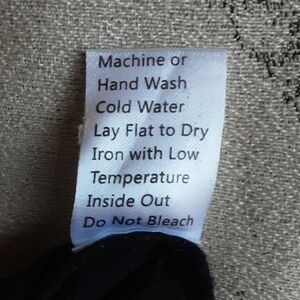 Machine or
Hand Wash
Cold Water
Lay Flat to Dry
Iron with Low
Temperature
Inside Out
Do Not Bleach